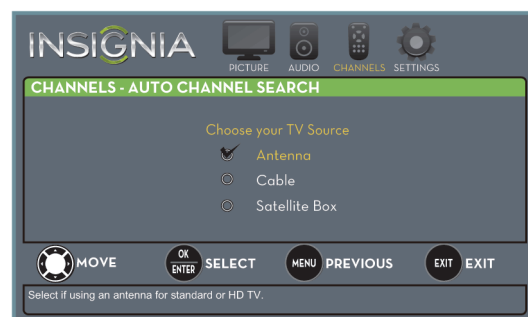 INSIGNIA
PICTURE AUDIO CHANNELS SETTINGS
CHANNELS - AUTO CHANNEL SEARCH
Choose your TV Source
Antenna
Cable
Satellite Box
MOVE OK ENTER SELECT MENU PREVIOUS EXIT EXIT
Select if using an antenna for standard or HD TV.